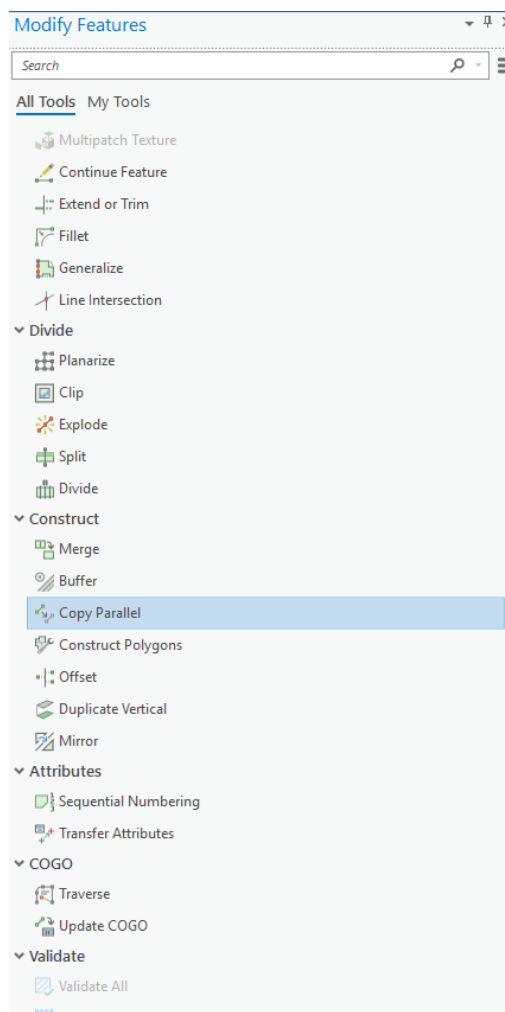 Modify Features
Search
All Tools My Tools
Multipatch Texture
Continue Feature
Extend or Trim
Fillet
Generalize
Line Intersection
Divide
Planarize
Clip
Explode
Split
Divide
Construct
Merge
Buffer
Copy Parallel
Construct Polygons
Offset
Duplicate Vertical
Mirror
Attributes
Sequential Numbering
Transfer Attributes
COGO
Traverse
Update COGO
Validate
Validate All